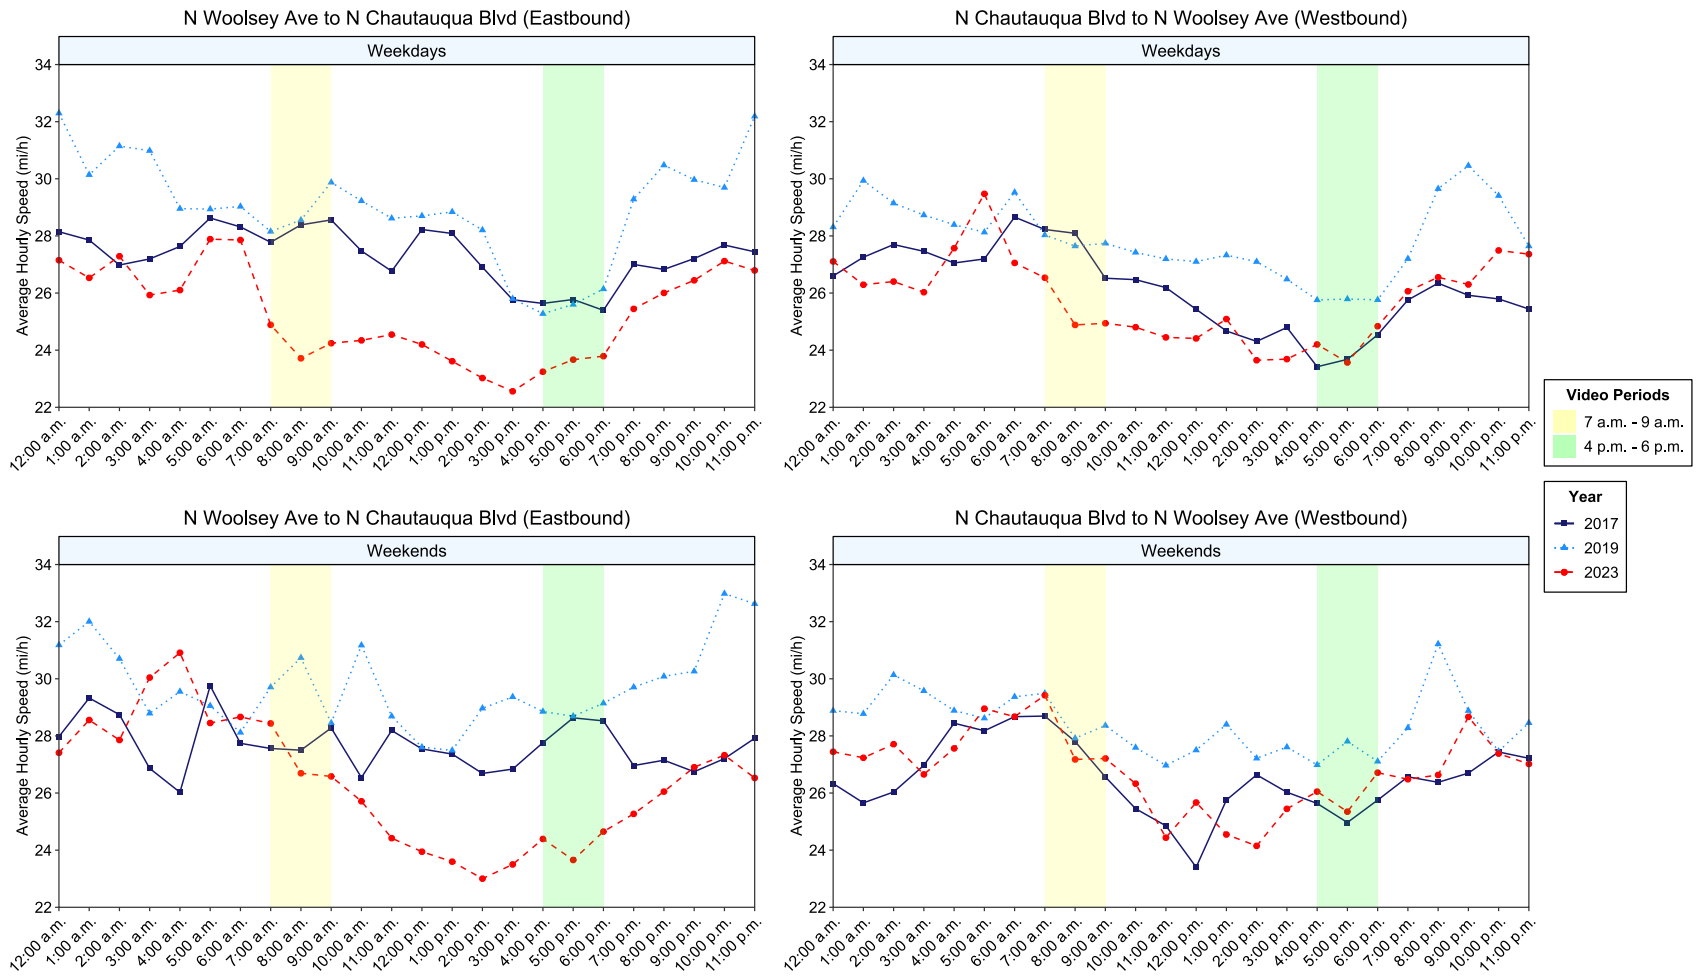 N Woolsey Ave to N Chautauqua Blvd (Eastbound)
Weekdays
Average Hourly Speed (mi/h)
34
32
30
28
26
24
22
12:00 a.m.
1:00 a.m.
2:00 a.m.
3:00 a.m.
4:00 a.m.
5:00 a.m.
6:00 a.m.
7:00 a.m.
8:00 a.m.
9:00 a.m.
10:00 a.m.
11:00 a.m.
12:00 p.m.
1:00 p.m.
2:00 p.m.
3:00 p.m.
4:00 p.m.
5:00 p.m.
6:00 p.m.
7:00 p.m.
8:00 p.m.
9:00 p.m.
10:00 p.m.
11:00 p.m.
N Chautauqua Blvd to N Woolsey Ave (Westbound)
Weekdays
Average Hourly Speed (mi/h)
34
32
30
28
26
24
22
12:00 a.m.
1:00 a.m.
2:00 a.m.
3:00 a.m.
4:00 a.m.
5:00 a.m.
6:00 a.m.
7:00 a.m.
8:00 a.m.
9:00 a.m.
10:00 a.m.
11:00 a.m.
12:00 p.m.
1:00 p.m.
2:00 p.m.
3:00 p.m.
4:00 p.m.
5:00 p.m.
6:00 p.m.
7:00 p.m.
8:00 p.m.
9:00 p.m.
10:00 p.m.
11:00 p.m.
Video Periods
7 a.m. - 9 a.m.
4 p.m. - 6 p.m.
Year
2017
2019
2023
N Woolsey Ave to N Chautauqua Blvd (Eastbound)
Weekends
Average Hourly Speed (mi/h)
34
32
30
28
26
24
22
12:00 a.m.
1:00 a.m.
2:00 a.m.
3:00 a.m.
4:00 a.m.
5:00 a.m.
6:00 a.m.
7:00 a.m.
8:00 a.m.
9:00 a.m.
10:00 a.m.
11:00 a.m.
12:00 p.m.
1:00 p.m.
2:00 p.m.
3:00 p.m.
4:00 p.m.
5:00 p.m.
6:00 p.m.
7:00 p.m.
8:00 p.m.
9:00 p.m.
10:00 p.m.
11:00 p.m.
N Chautauqua Blvd to N Woolsey Ave (Westbound)
Weekends
Average Hourly Speed (mi/h)
34
32
30
28
26
24
22
12:00 a.m.
1:00 a.m.
2:00 a.m.
3:00 a.m.
4:00 a.m.
5:00 a.m.
6:00 a.m.
7:00 a.m.
8:00 a.m.
9:00 a.m.
10:00 a.m.
11:00 a.m.
12:00 p.m.
1:00 p.m.
2:00 p.m.
3:00 p.m.
4:00 p.m.
5:00 p.m.
6:00 p.m.
7:00 p.m.
8:00 p.m.
9:00 p.m.
10:00 p.m.
11:00 p.m.